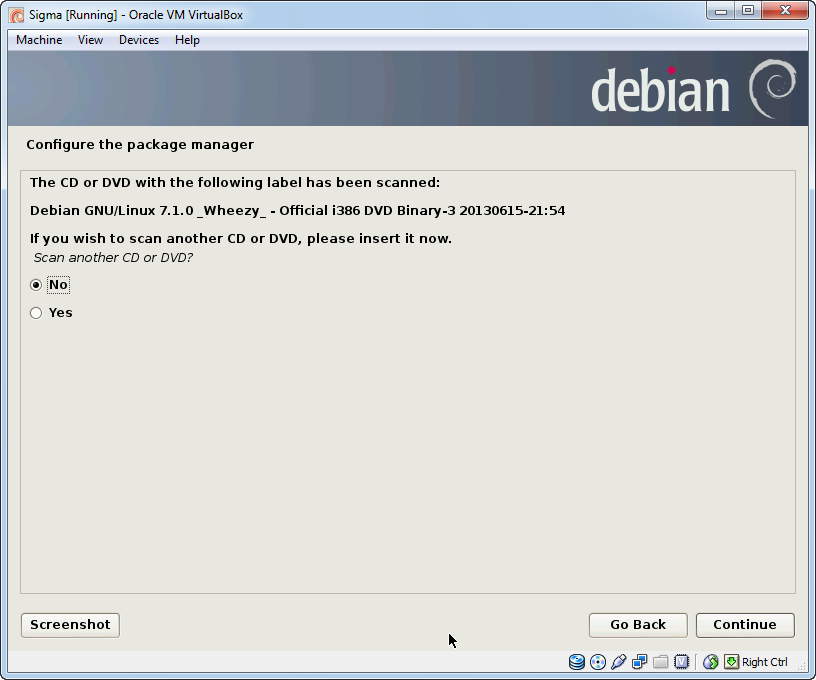 Sigma [Running] - Oracle VM VirtualBox
Machine View Devices Help
debian
Configure the package manager
The CD or DVD with the following label has been scanned:
Debian GNU/Linux 7.1.0 _Wheezy_ - Official i386 DVD Binary-3 20130615-21:54
If you wish to scan another CD or DVD, please insert it now.
Scan another CD or DVD?
No
Yes
Screenshot Go Back Continue
Right Ctrl